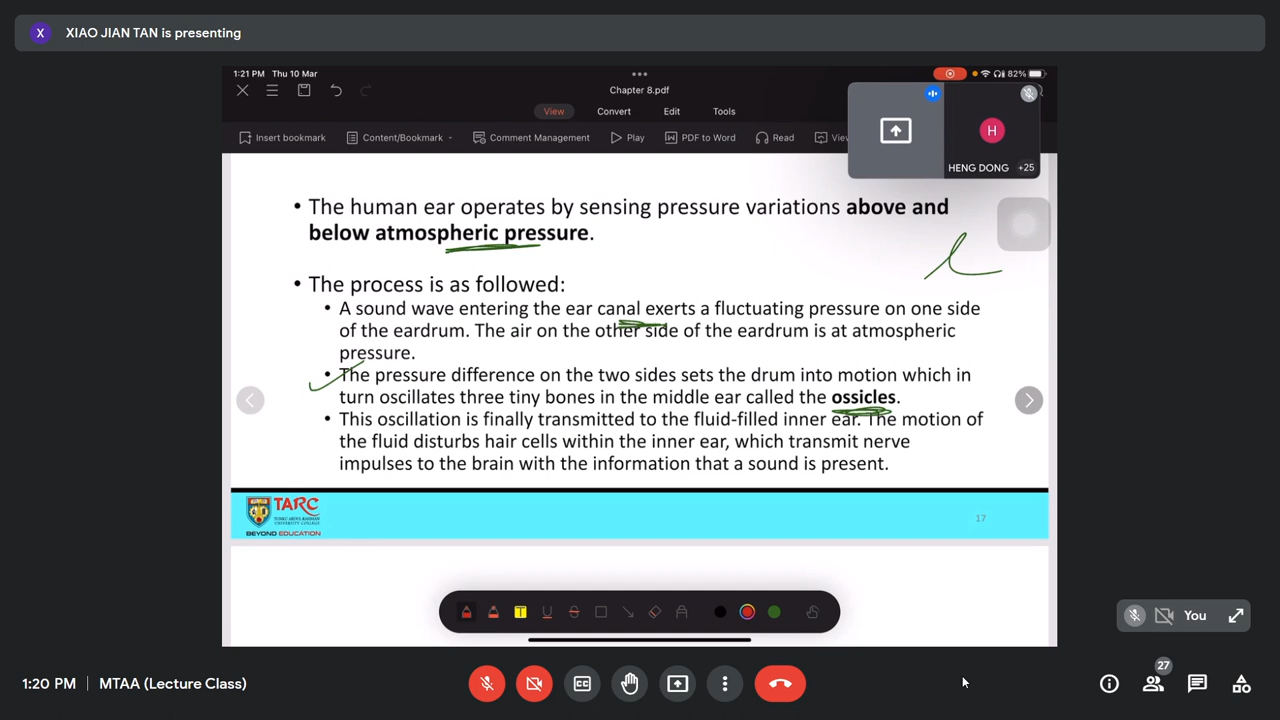 X XIAO JIAN TAN is presenting
1:21 PM Thu 10 Mar
82%
Chapter 8.pdf
View Convert Edit Tools
Insert bookmark Content/Bookmark Comment Management Play PDF to Word Read
H
HENG DONG +25
• The human ear operates by sensing pressure variations above and
below atmospheric pressure.
• The process is as followed:
• A sound wave entering the ear canal exerts a fluctuating pressure on one side
of the eardrum. The air on the other side of the eardrum is at atmospheric
pressure.
• The pressure difference on the two sides sets the drum into motion which in
turn oscillates three tiny bones in the middle ear called the ossicles.
• This oscillation is finally transmitted to the fluid-filled inner ear. The motion of
the fluid disturbs hair cells within the inner ear, which transmit nerve
impulses to the brain with the information that a sound is present.
TARC
TUNKU ABDUL RAHMAN
UNIVERSITY COLLEGE
BEYOND EDUCATION
17
T U S A
You
1:20 PM | MTAA (Lecture Class)
CC
27